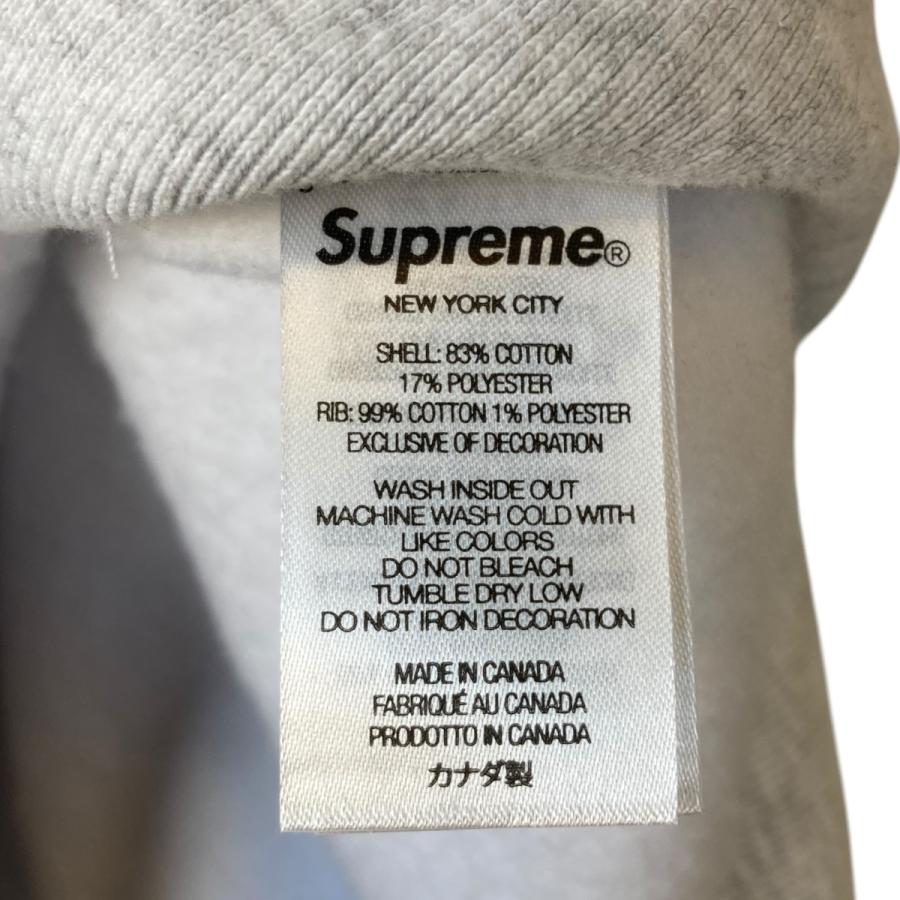 Supreme®
NEW YORK CITY
SHELL: 83% COTTON
17% POLYESTER
RIB: 99% COTTON 1% POLYESTER
EXCLUSIVE OF DECORATION
WASH INSIDE OUT
MACHINE WASH COLD WITH
LIKE COLORS
DO NOT BLEACH
TUMBLE DRY LOW
DO NOT IRON DECORATION
MADE IN CANADA
FABRIQUÉ AU CANADA
PRODOTTO IN CANADA
カナダ製